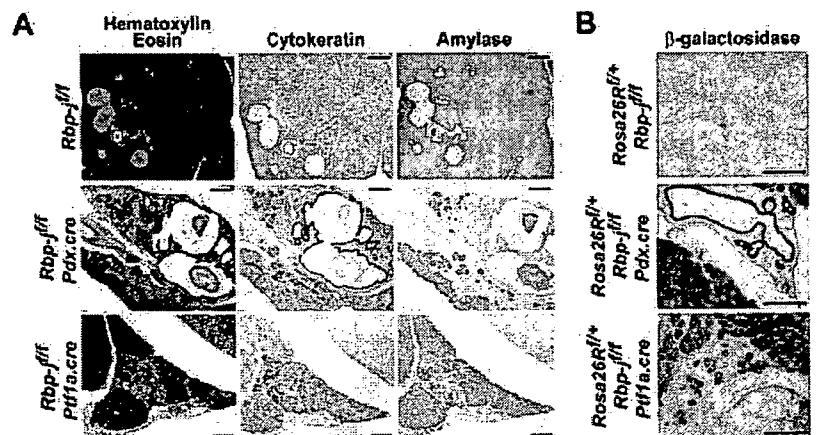 A
Hematoxylin
Eosin
Cytokeratin
Amylase
Rbp-jf/f
Rbp-jf/f
Pdx.cre
Rbp-jf/f
Ptf1a.cre
B
β-galactosidase
Rosa26Rf/+
Rbp-jf/f
Rosa26Rf/+
Rbp-jf/f
Pdx.cre
Rosa26Rf/+
Rbp-jf/f
Ptf1a.cre